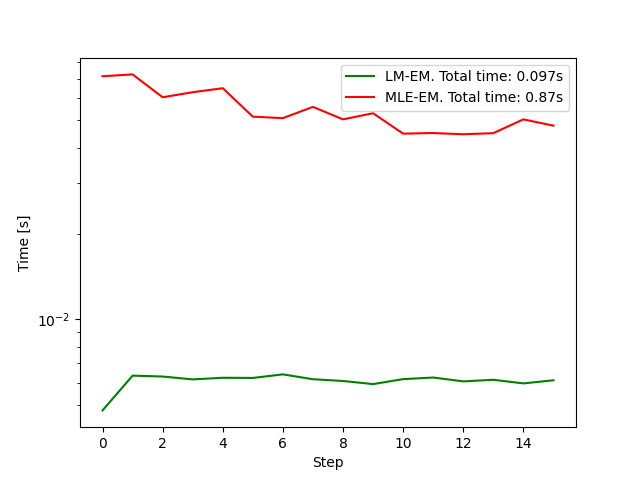 LM-EM. Total time: 0.097s
MLE-EM. Total time: 0.87s
Time [s]
10⁻²
0 2 4 6 8 10 12 14
Step